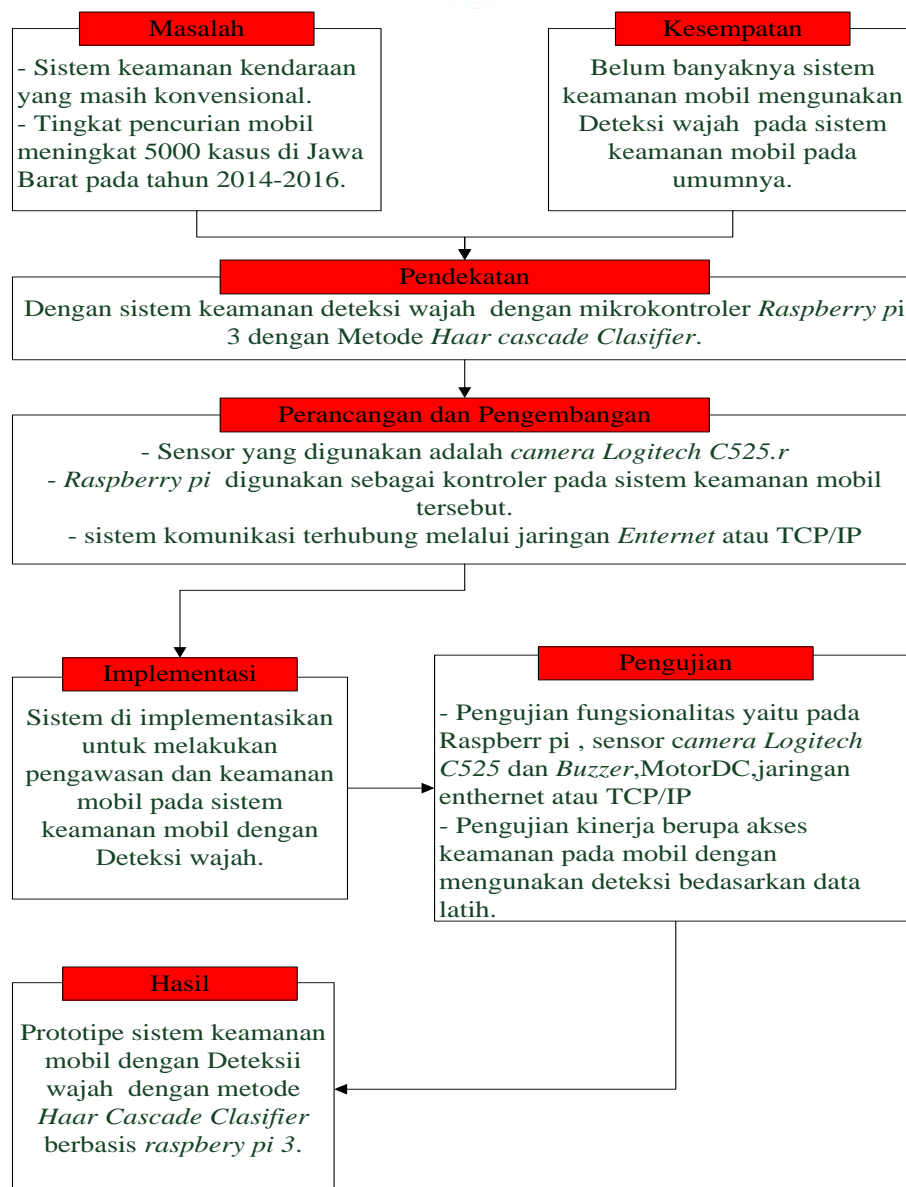 Masalah
- Sistem keamanan kendaraan
yang masih konvensional.
- Tingkat pencurian mobil
meningkat 5000 kasus di Jawa
Barat pada tahun 2014-2016.
Kesempatan
Belum banyaknya sistem
keamanan mobil mengunakan
Deteksi wajah pada sistem
keamanan mobil pada
umumnya.
Pendekatan
Dengan sistem keamanan deteksi wajah dengan mikrokontroler Raspberry pi
3 dengan Metode Haar cascade Clasifier.
Perancangan dan Pengembangan
- Sensor yang digunakan adalah camera Logitech C525.r
- Raspberry pi digunakan sebagai kontroler pada sistem keamanan mobil
tersebut.
- sistem komunikasi terhubung melalui jaringan Enternet atau TCP/IP
Implementasi
Sistem di implementasikan
untuk melakukan
pengawasan dan keamanan
mobil pada sistem
keamanan mobil dengan
Deteksi wajah.
Pengujian
- Pengujian fungsionalitas yaitu pada
Raspberr pi , sensor camera Logitech
C525 dan Buzzer,MotorDC,jaringan
enthernet atau TCP/IP
- Pengujian kinerja berupa akses
keamanan pada mobil dengan
mengunakan deteksi bedasarkan data
latih.
Hasil
Prototipe sistem keamanan
mobil dengan Deteksii
wajah dengan metode
Haar Cascade Clasifier
berbasis raspbery pi 3.